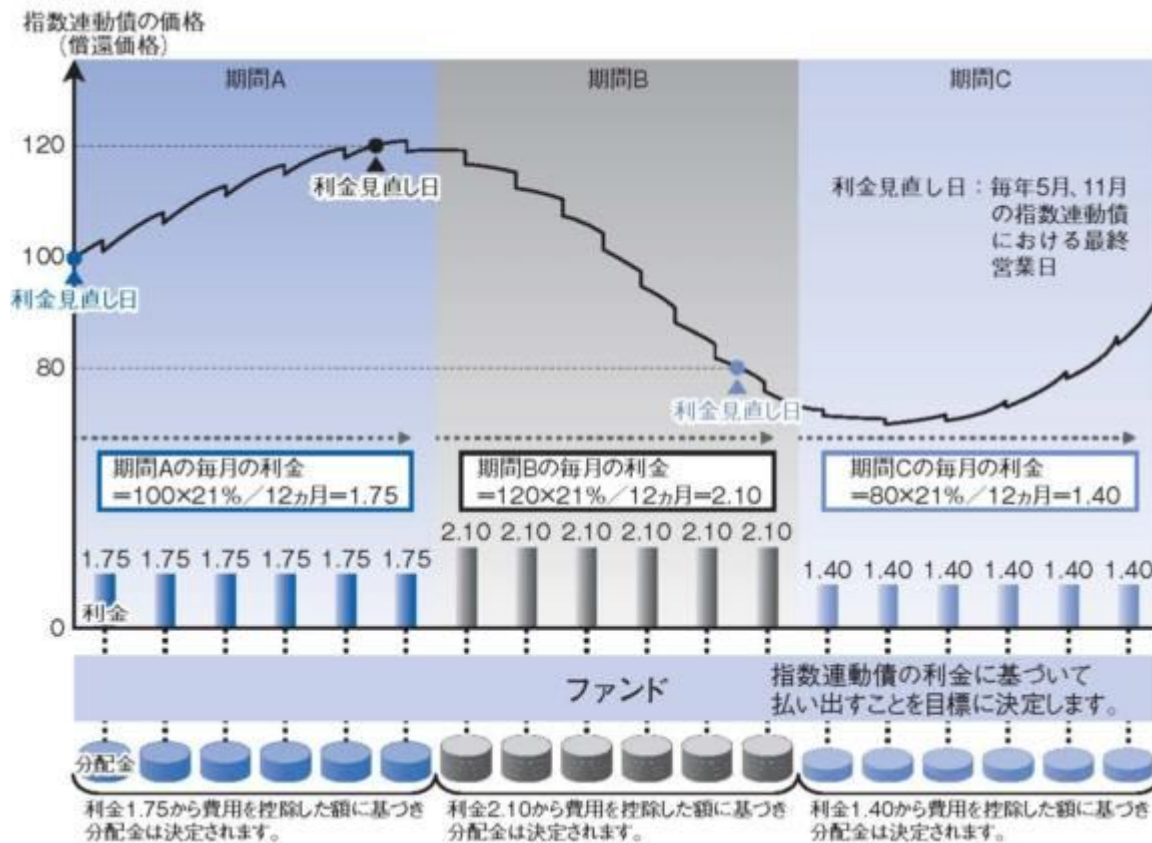 指数連動債の価格
(償還価格)
期間A
期間B
期間C
120
100
80
0
利金見直し日
利金見直し日
利金見直し日
利金見直し日：毎年5月、11月
の指数連動債
における最終
営業日
期間Aの毎月の利金
＝100×21%／12ヵ月＝1.75
期間Bの毎月の利金
＝120×21%／12ヵ月＝2.10
期間Cの毎月の利金
＝80×21%／12ヵ月＝1.40
1.75 1.75 1.75 1.75 1.75 1.75
2.10 2.10 2.10 2.10 2.10 2.10
1.40 1.40 1.40 1.40 1.40 1.40
利金
ファンド
指数連動債の利金に基づいて
払い出すことを目標に決定します。
分配金
利金1.75から費用を控除した額に基づき
分配金は決定されます。
利金2.10から費用を控除した額に基づき
分配金は決定されます。
利金1.40から費用を控除した額に基づき
分配金は決定されます。